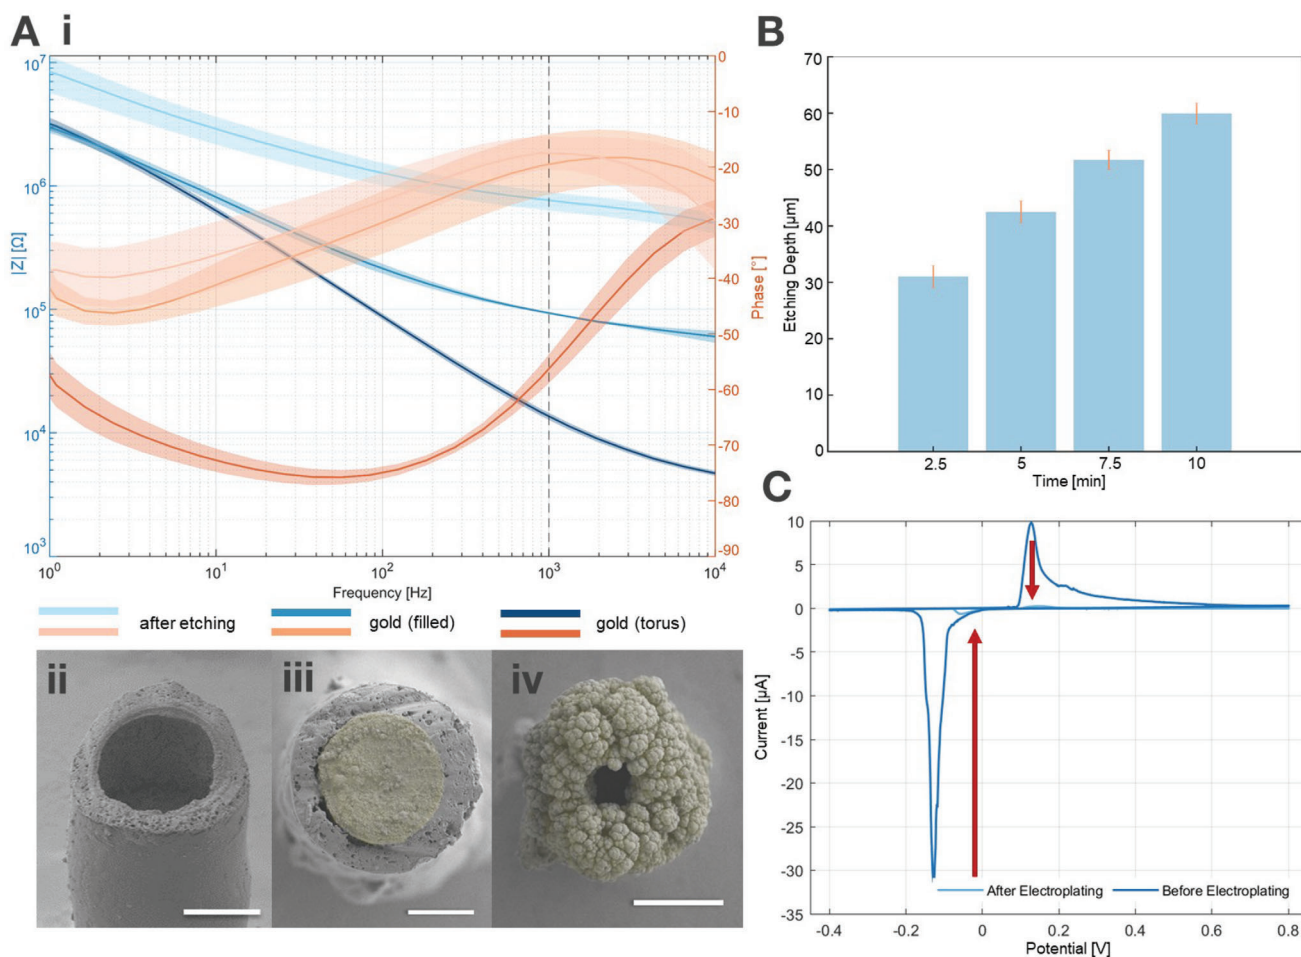 A i
10⁷
10⁶
10⁵
10⁴
10³
|Z| [Ω]
0
-10
-20
-30
-40
-50
-60
-70
-80
-90
Phase [°]
10⁰
10¹
10²
10³
10⁴
Frequency [Hz]
after etching
gold (filled)
gold (torus)
ii
iii
iv
B
70
60
50
40
30
20
10
0
Etching Depth [µm]
2.5
5
7.5
10
Time [min]
C
10
5
0
-5
-10
-15
-20
-25
-30
-35
Current [µA]
After Electroplating
Before Electroplating
-0.4
-0.2
0
0.2
0.4
0.6
0.8
Potential [V]